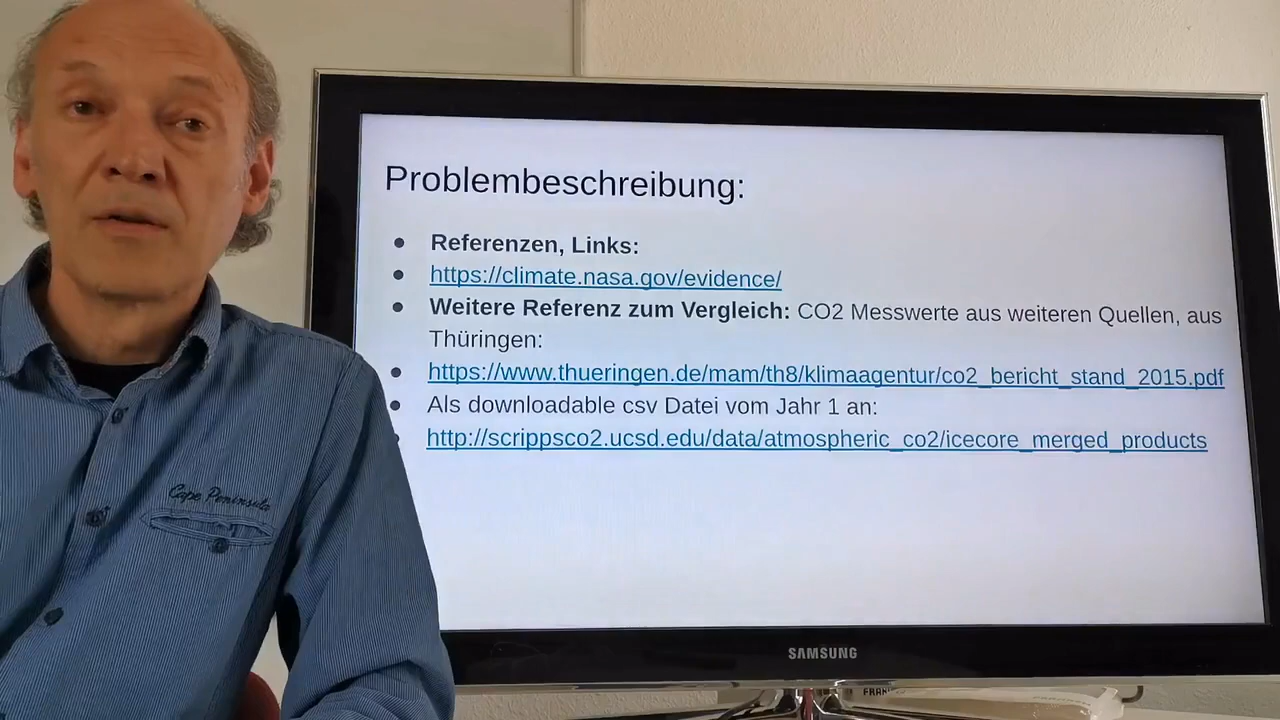 Problembeschreibung:
● Referenzen, Links:
● https://climate.nasa.gov/evidence/
● Weitere Referenz zum Vergleich: CO2 Messwerte aus weiteren Quellen, aus
Thüringen:
● https://www.thueringen.de/mam/th8/klimaagentur/co2_bericht_stand_2015.pdf
● Als downloadable csv Datei vom Jahr 1 an:
http://scrippsco2.ucsd.edu/data/atmospheric_co2/icecore_merged_products
Cape Peninsula
SAMSUNG